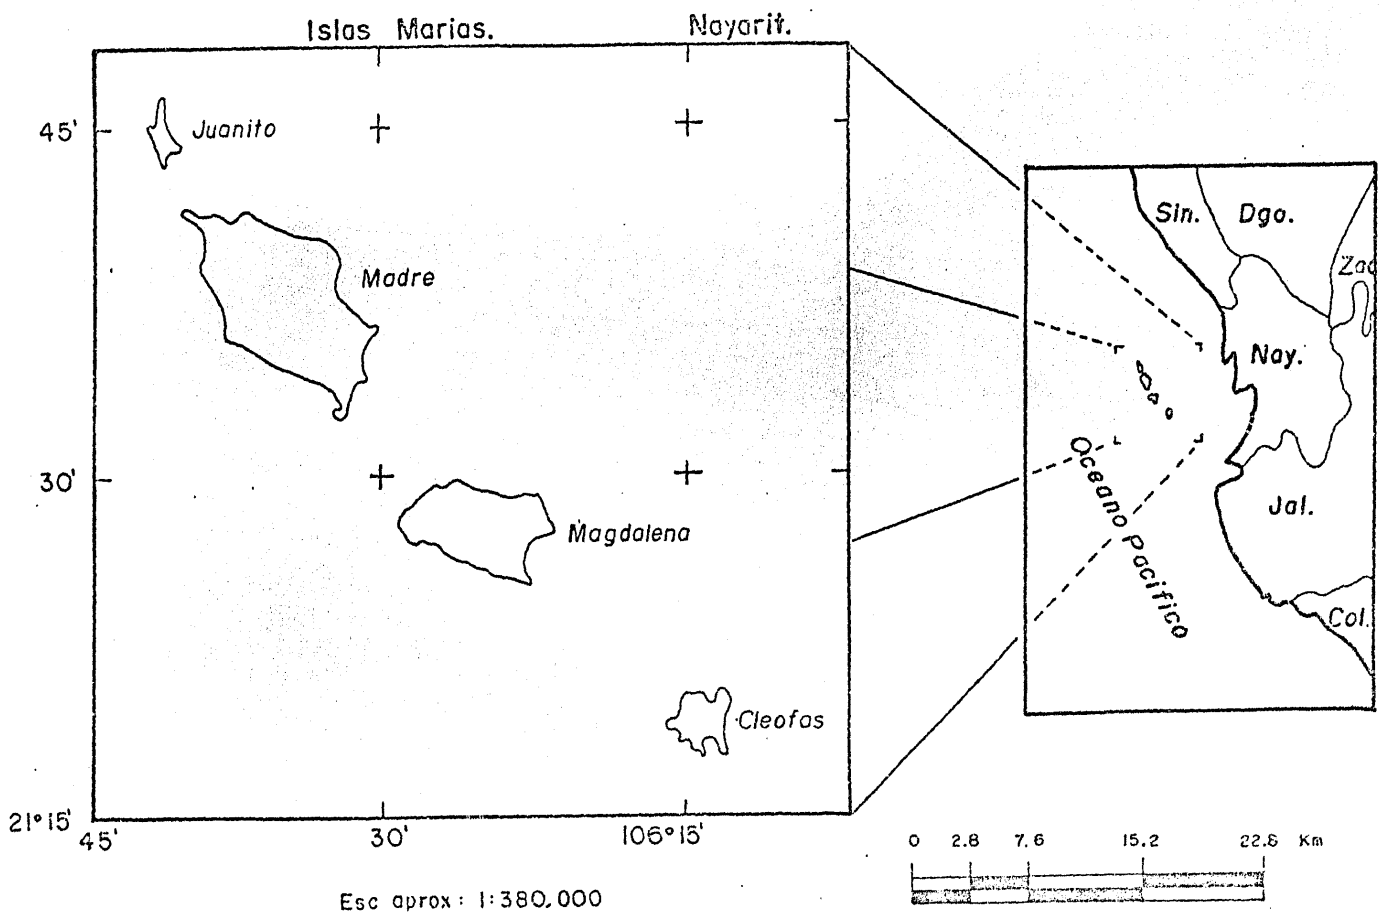 Islas Marias. Nayarit.
45'
Juanito
Madre
30'
Magdalena
Cleofas
21°15'
45' 30' 106°15'
Esc aprox: 1:380,000
Sin. Dgo.
Zac
Nay.
Oceano Pacifico
Jal.
Col.
0 2.8 7.6 15.2 22.8 Km